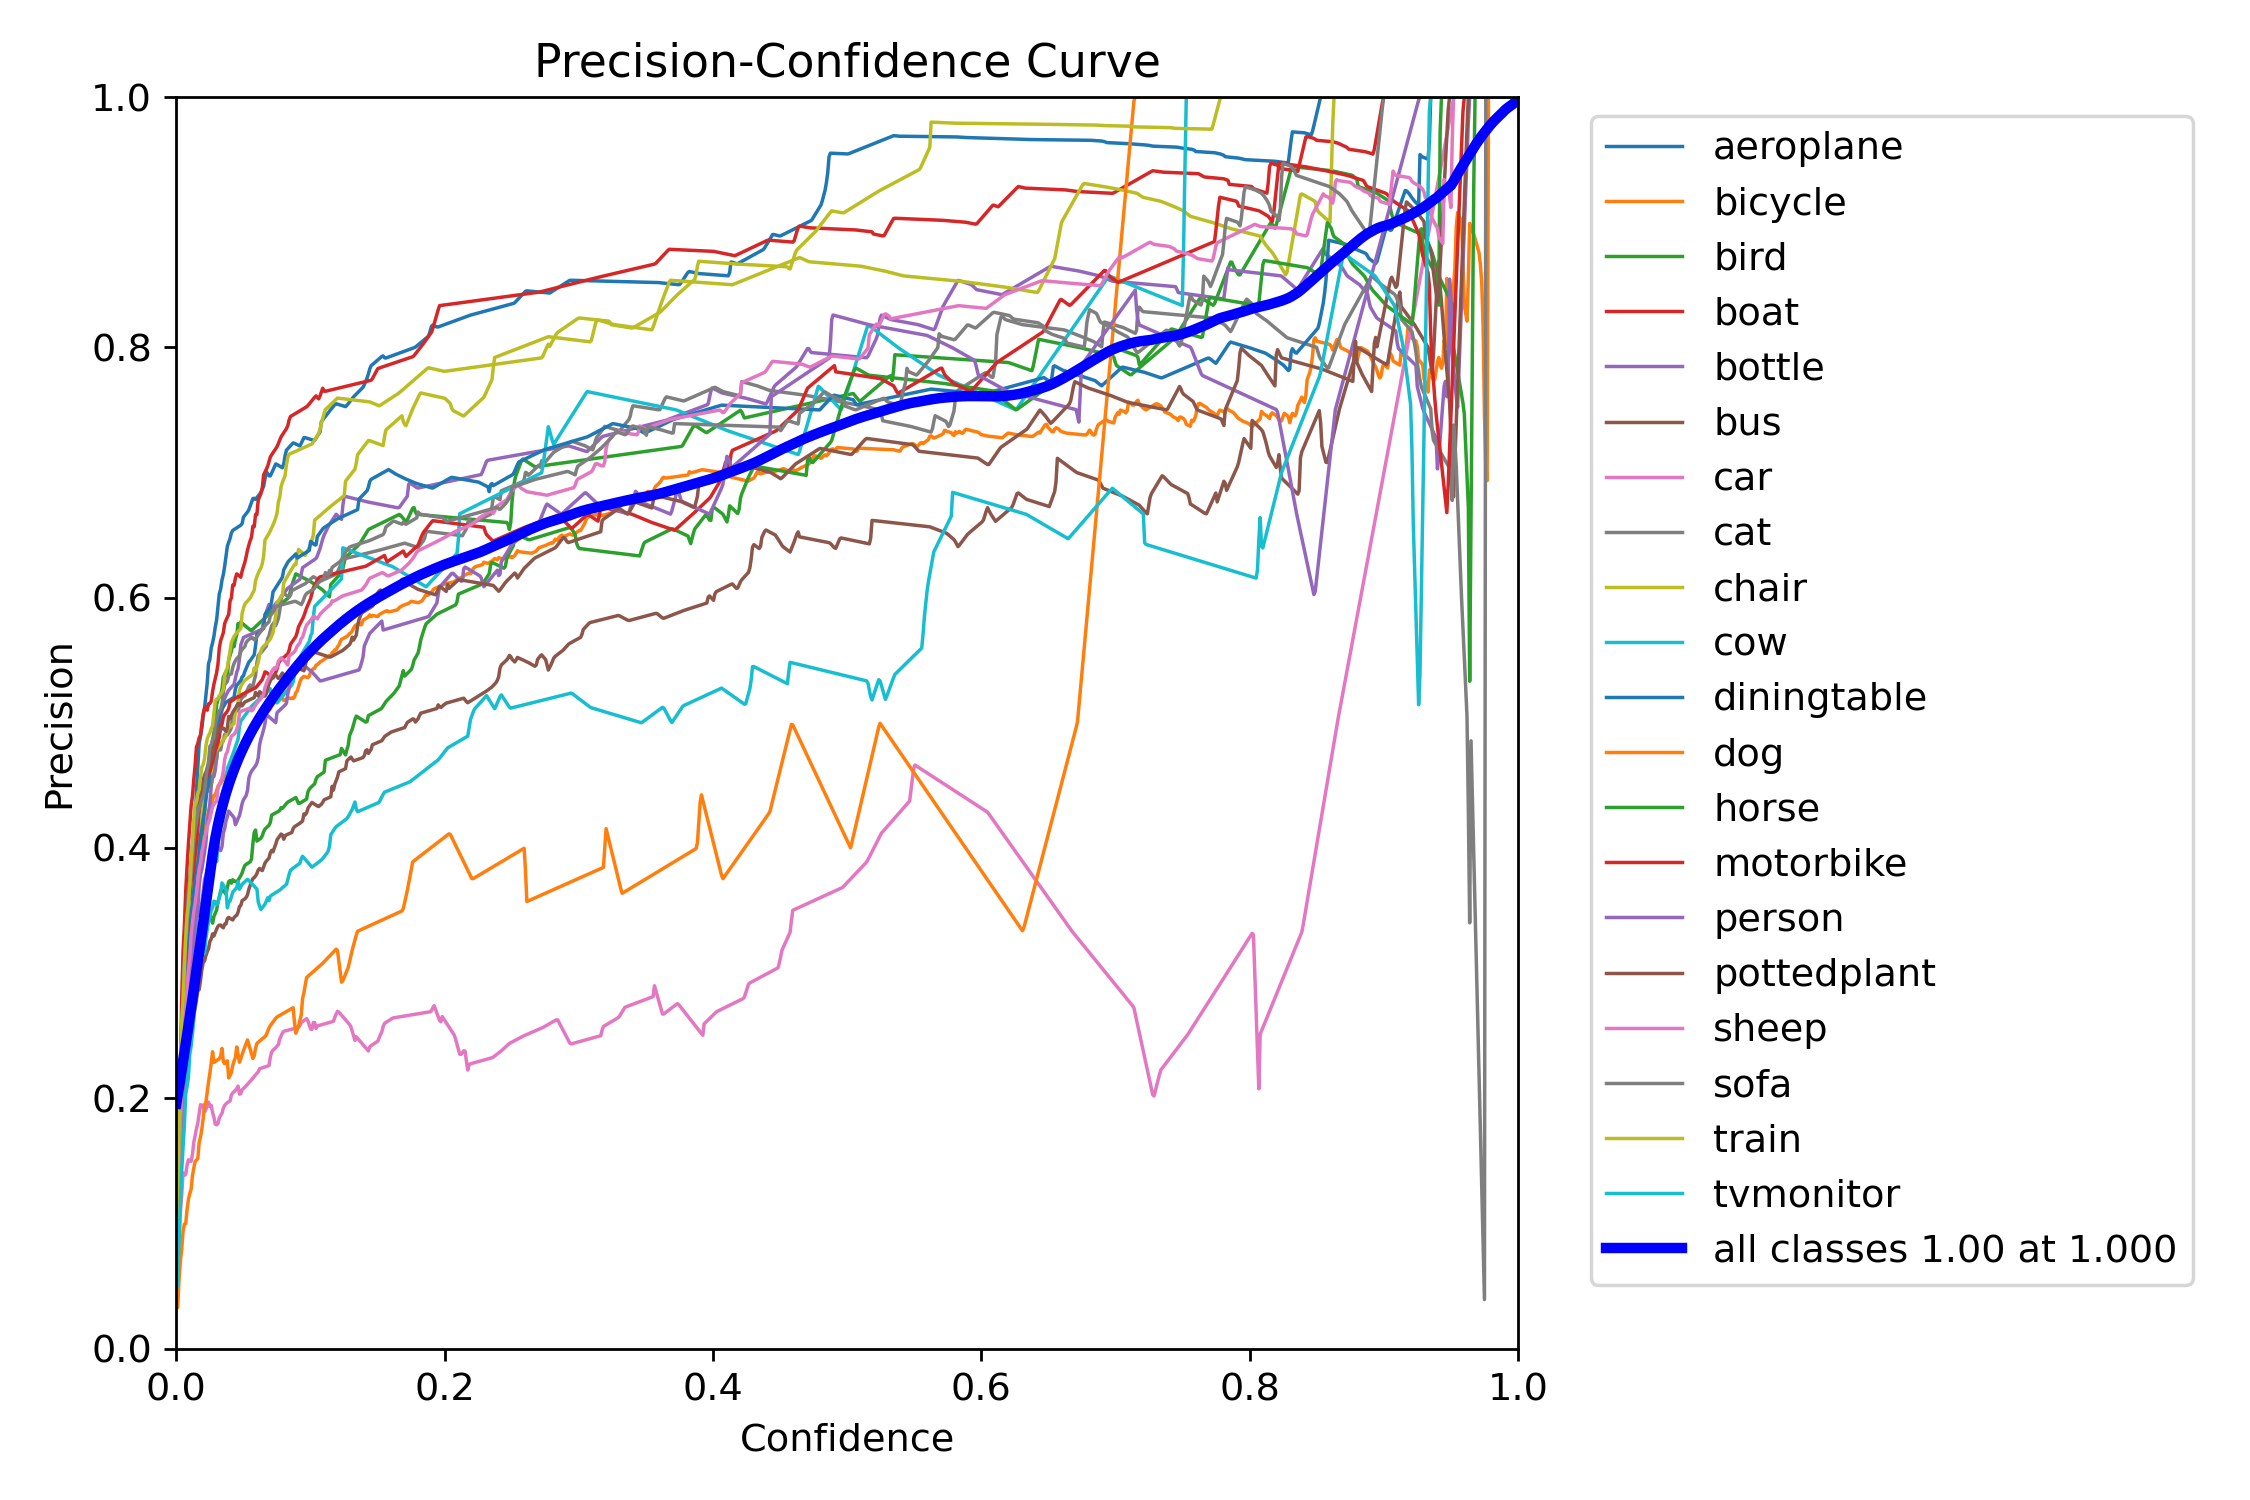 Precision-Confidence Curve
1.0
0.8
0.6
0.4
0.2
0.0
Precision
0.0 0.2 0.4 0.6 0.8 1.0
Confidence
aeroplane
bicycle
bird
boat
bottle
bus
car
cat
chair
cow
diningtable
dog
horse
motorbike
person
pottedplant
sheep
sofa
train
tvmonitor
all classes 1.00 at 1.000